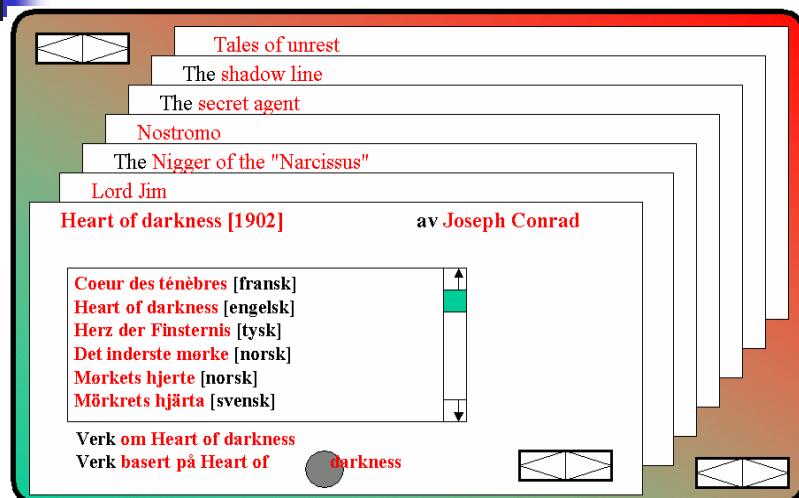 Tales of unrest
The shadow line
The secret agent
Nostromo
The Nigger of the "Narcissus"
Lord Jim
Heart of darkness [1902] av Joseph Conrad
Coeur des ténèbres [fransk]
Heart of darkness [engelsk]
Herz der Finsternis [tysk]
Det inderste mørke [norsk]
Mørkets hjerte [norsk]
Mörkrets hjärta [svensk]
Verk om Heart of darkness
Verk basert på Heart of darkness